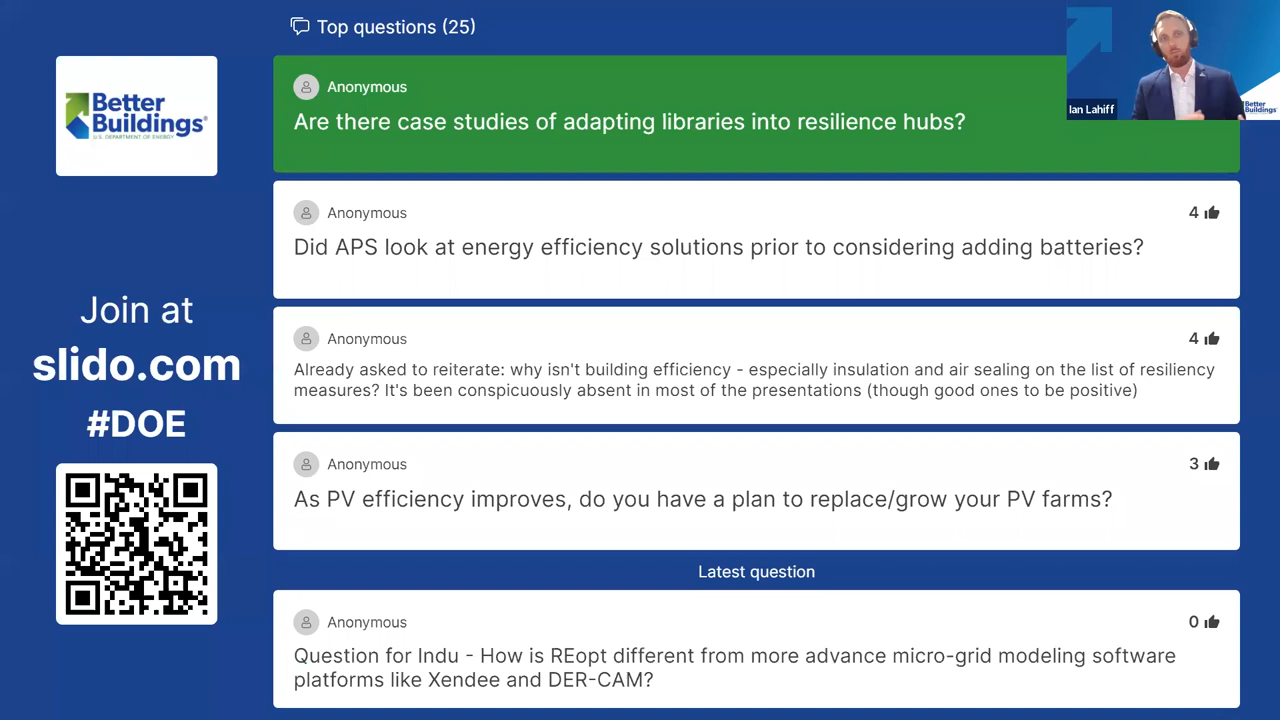 Top questions (25)
Better
Buildings®
U.S. DEPARTMENT OF ENERGY
Join at
slido.com
#DOE
Anonymous
Are there case studies of adapting libraries into resilience hubs?
Anonymous
4
Did APS look at energy efficiency solutions prior to considering adding batteries?
Anonymous
4
Already asked to reiterate: why isn't building efficiency - especially insulation and air sealing on the list of resiliency
measures? It's been conspicuously absent in most of the presentations (though good ones to be positive)
Anonymous
3
As PV efficiency improves, do you have a plan to replace/grow your PV farms?
Latest question
Anonymous
0
Question for Indu - How is REopt different from more advance micro-grid modeling software
platforms like Xendee and DER-CAM?
Ian Lahiff
Better
Buildings